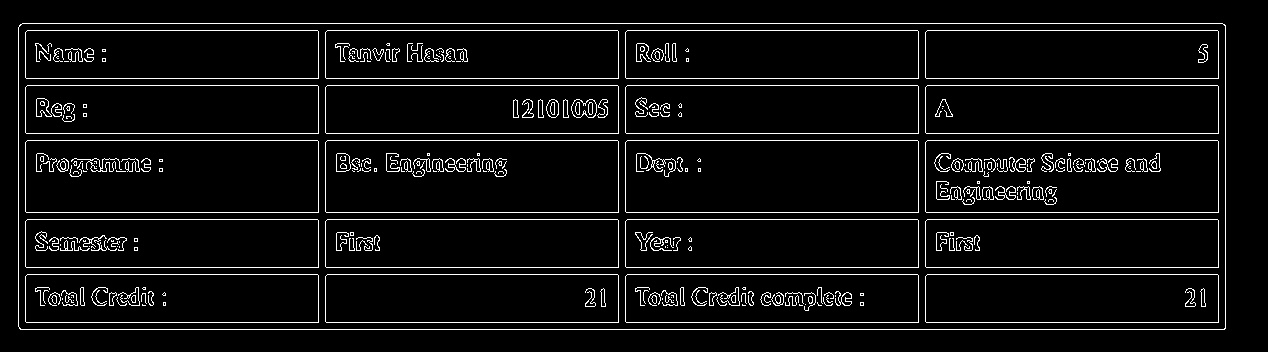 Name : Tanvir Hasan Roll : 5
Reg : 12101005 Sec : A
Programme : Bsc. Engineering Dept. : Computer Science and
Engineering
Semester : First Year : First
Total Credit : 21 Total Credit complete : 21